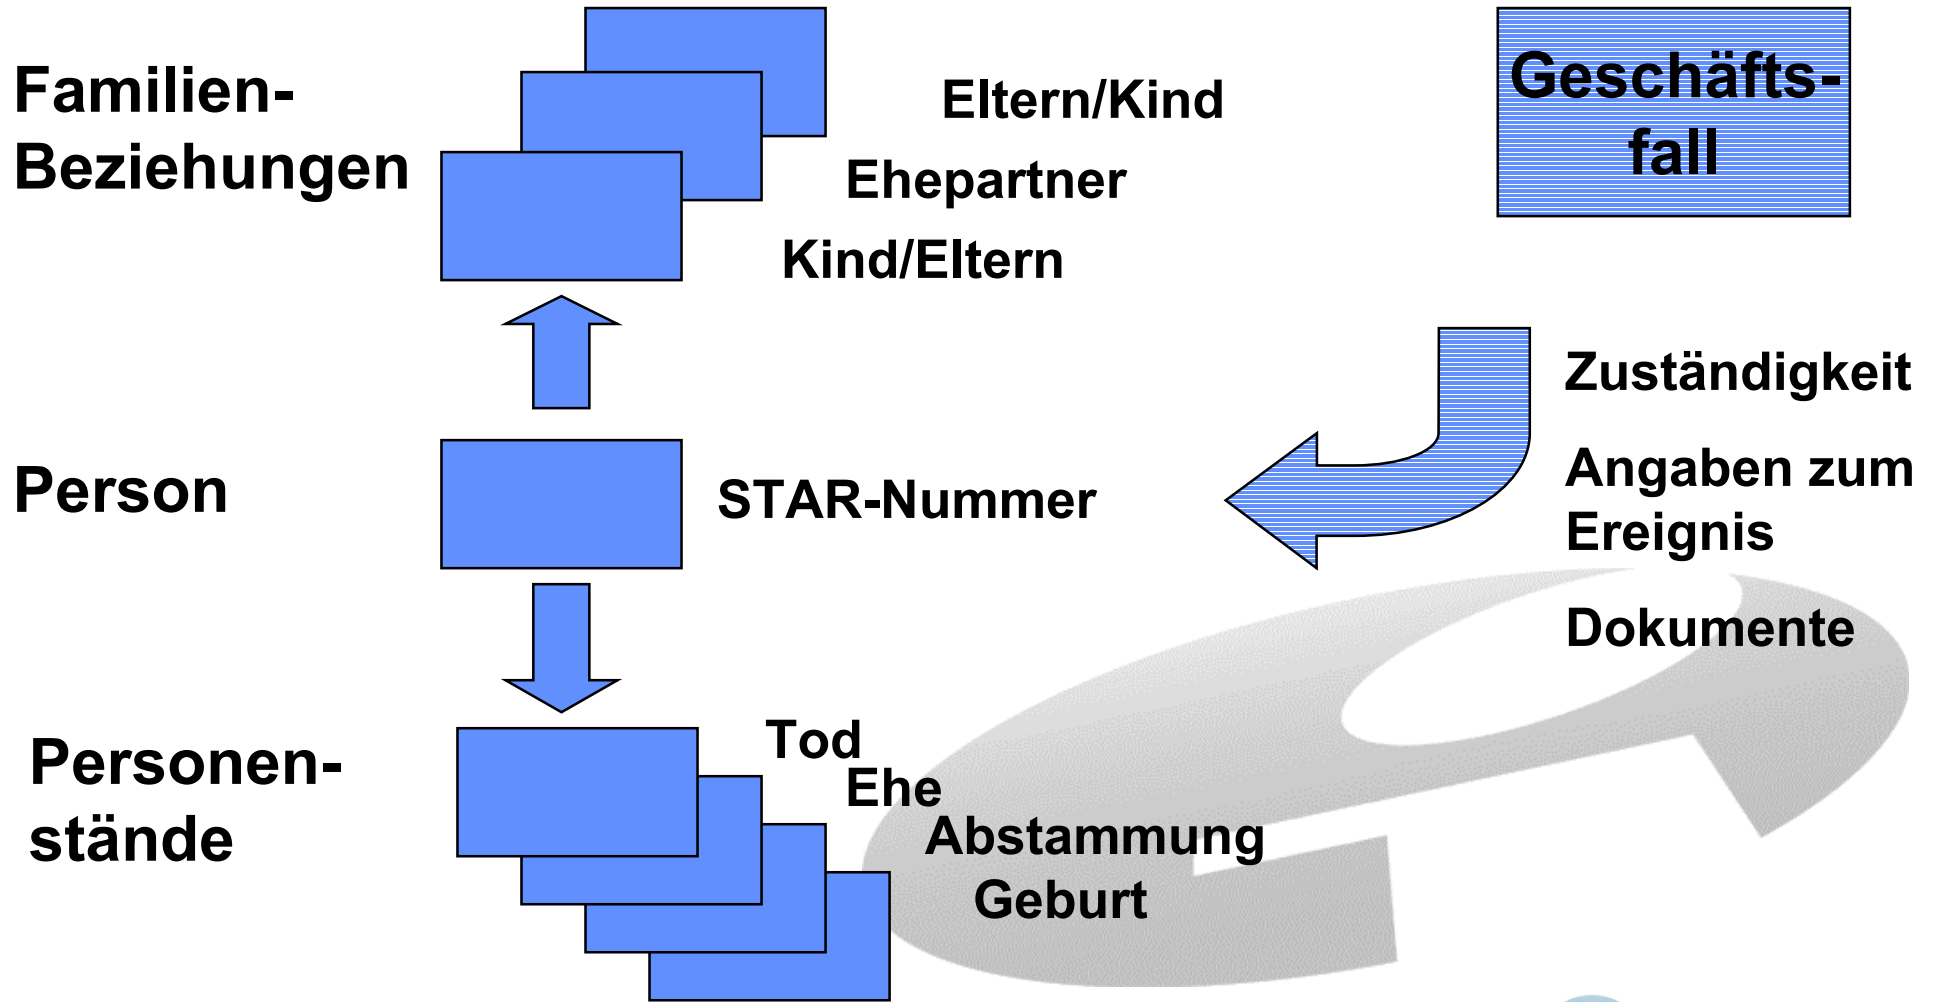 Familien-
Beziehungen
Eltern/Kind
Ehepartner
Kind/Eltern
Geschäfts-
fall
Person
STAR-Nummer
Zuständigkeit
Angaben zum
Ereignis
Dokumente
Personen-
stände
Tod
Ehe
Abstammung
Geburt